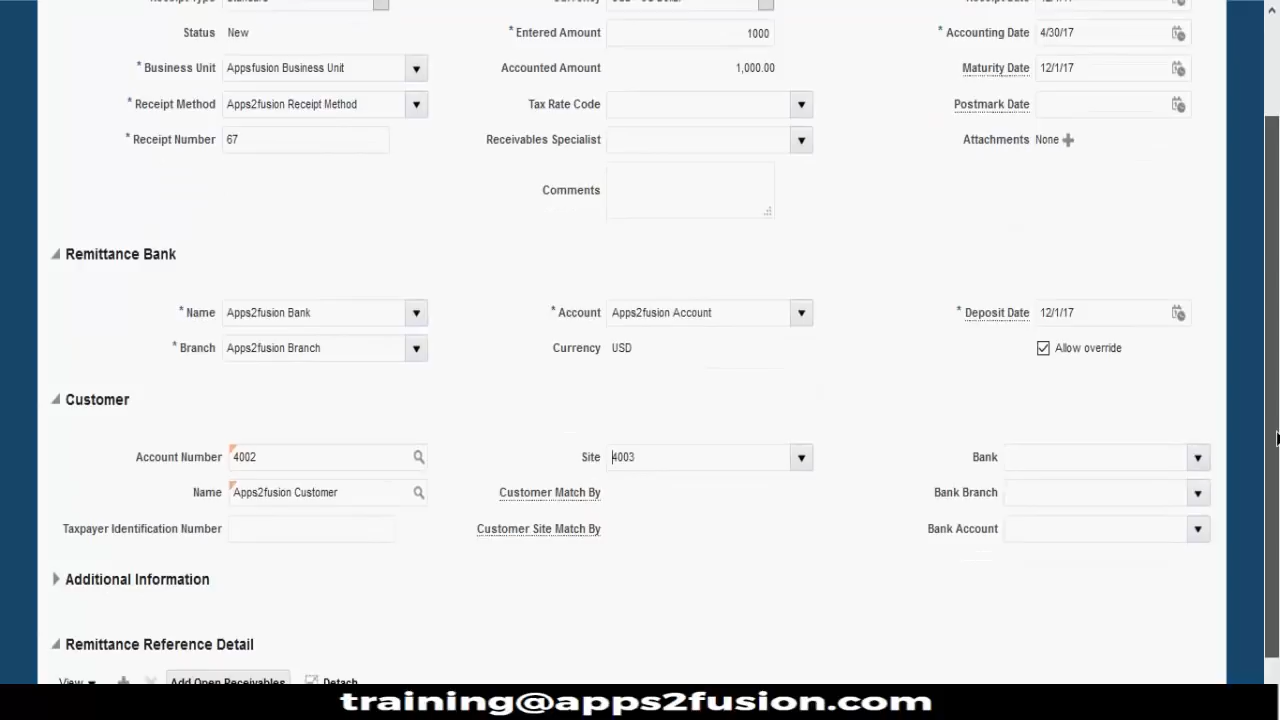 Status New * Entered Amount 1000 * Accounting Date 4/30/17
* Business Unit Appsfusion Business Unit Accounted Amount 1,000.00 Maturity Date 12/1/17
* Receipt Method Apps2fusion Receipt Method Tax Rate Code Postmark Date
* Receipt Number 67 Receivables Specialist Attachments None
Comments
Remittance Bank
* Name Apps2fusion Bank * Account Apps2fusion Account * Deposit Date 12/1/17
* Branch Apps2fusion Branch Currency USD Allow override
Customer
Account Number 4002 Site 4003 Bank
Name Apps2fusion Customer Customer Match By Bank Branch
Taxpayer Identification Number Customer Site Match By Bank Account
Additional Information
Remittance Reference Detail
View Add Open Receivables Detach
training@apps2fusion.com